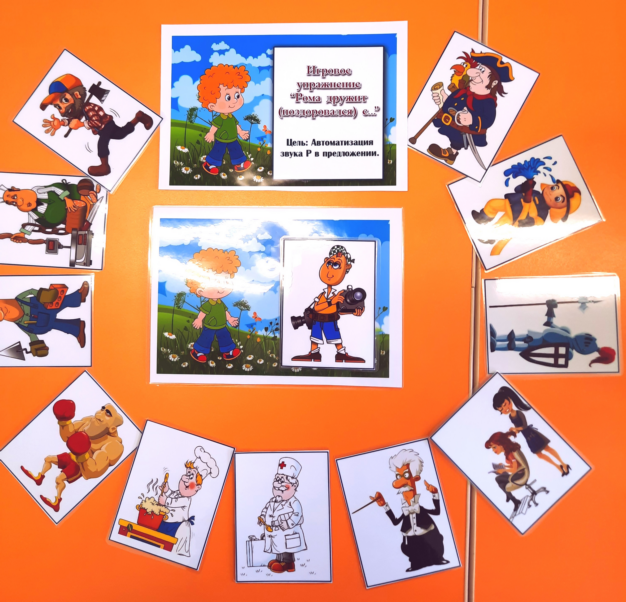 Игровое
упражнение
"Рома дружит
(поздоровался) с..."
Цель: Автоматизация
звука Р в предложении.